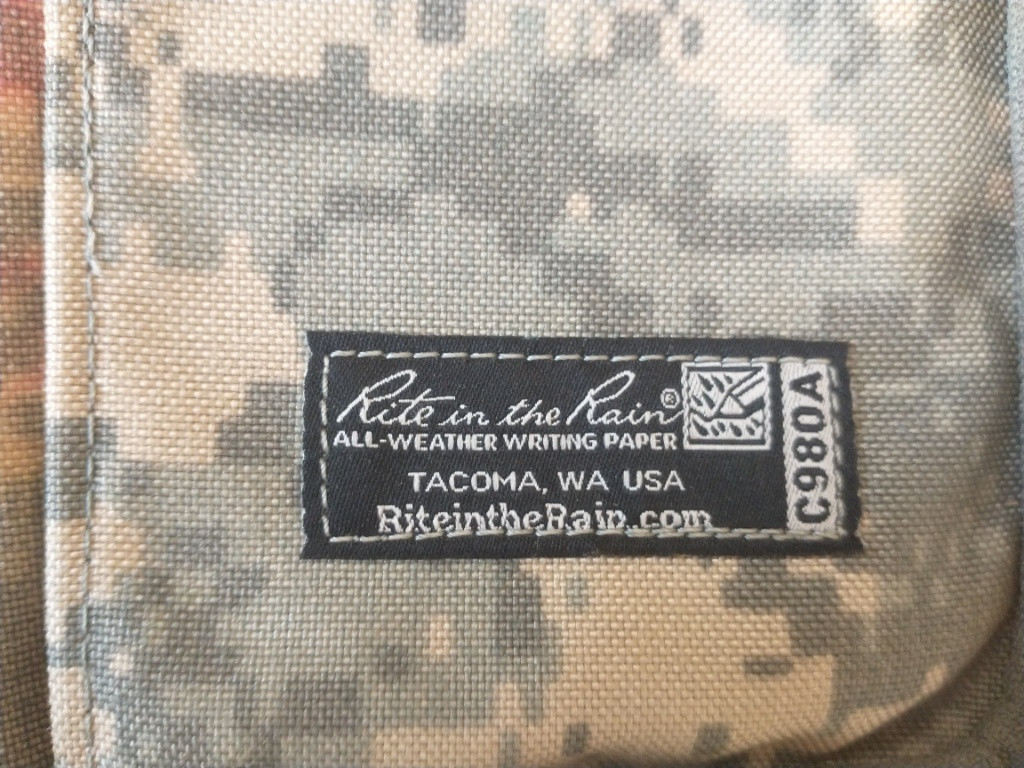 Rite in the Rain®
ALL-WEATHER WRITING PAPER
TACOMA, WA USA
RiteintheRain.com
C980A